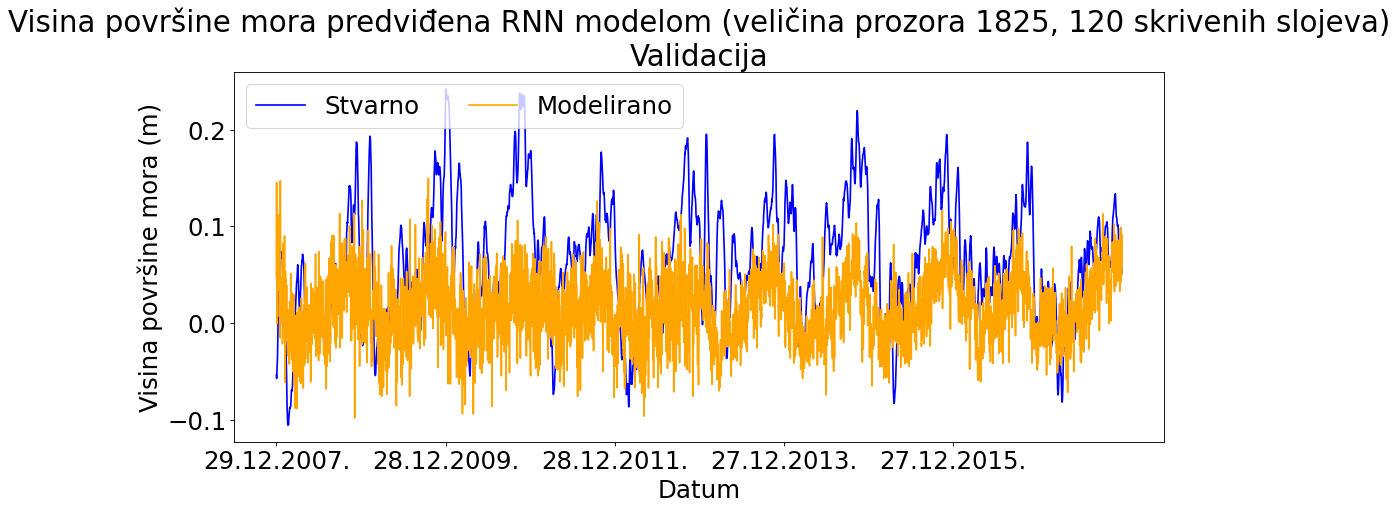 Visina površine mora predviđena RNN modelom (veličina prozora 1825, 120 skrivenih slojeva)
Validacija
Stvarno Modelirano
Visina površine mora (m)
0.2
0.1
0.0
−0.1
29.12.2007. 28.12.2009. 28.12.2011. 27.12.2013. 27.12.2015.
Datum